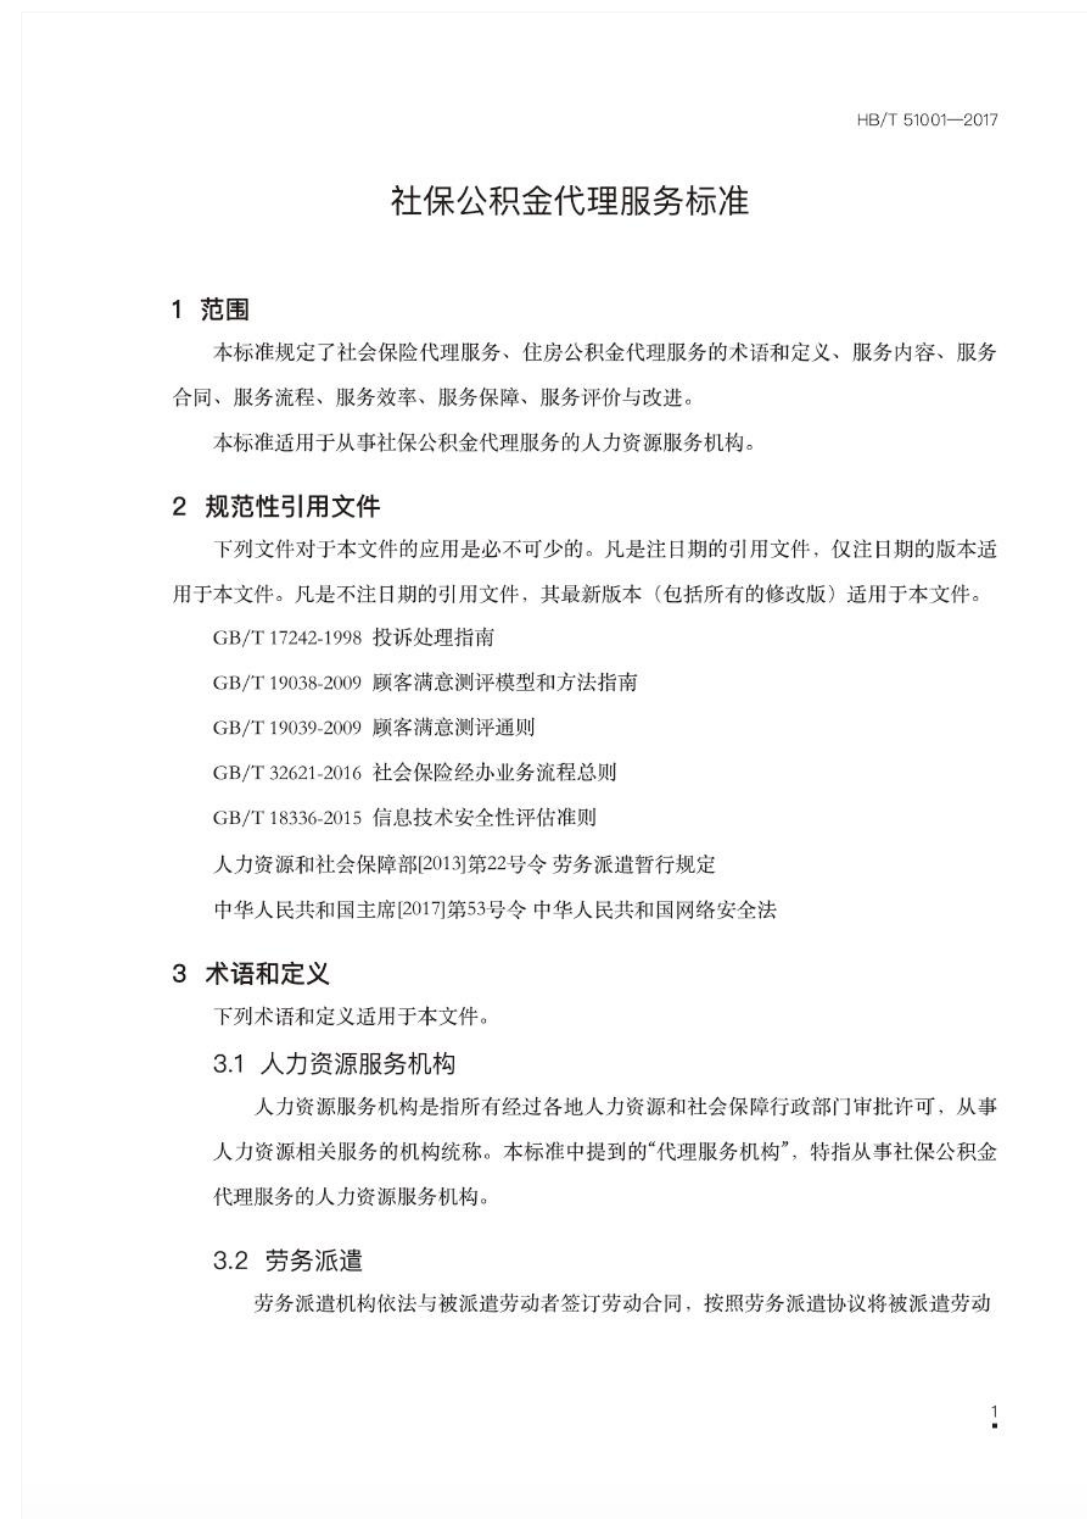 HB/T 51001—2017
社保公积金代理服务标准
1 范围
本标准规定了社会保险代理服务、住房公积金代理服务的术语和定义、服务内容、服务
合同、服务流程、服务效率、服务保障、服务评价与改进。
本标准适用于从事社保公积金代理服务的人力资源服务机构。
2 规范性引用文件
下列文件对于本文件的应用是必不可少的。凡是注日期的引用文件，仅注日期的版本适
用于本文件。凡是不注日期的引用文件，其最新版本（包括所有的修改版）适用于本文件。
GB/T 17242-1998 投诉处理指南
GB/T 19038-2009 顾客满意测评模型和方法指南
GB/T 19039-2009 顾客满意测评通则
GB/T 32621-2016 社会保险经办业务流程总则
GB/T 18336-2015 信息技术安全性评估准则
人力资源和社会保障部[2013]第22号令 劳务派遣暂行规定
中华人民共和国主席[2017]第53号令 中华人民共和国网络安全法
3 术语和定义
下列术语和定义适用于本文件。
3.1 人力资源服务机构
人力资源服务机构是指所有经过各地人力资源和社会保障行政部门审批许可，从事
人力资源相关服务的机构统称。本标准中提到的“代理服务机构”，特指从事社保公积金
代理服务的人力资源服务机构。
3.2 劳务派遣
劳务派遣机构依法与被派遣劳动者签订劳动合同，按照劳务派遣协议将被派遣劳动
1